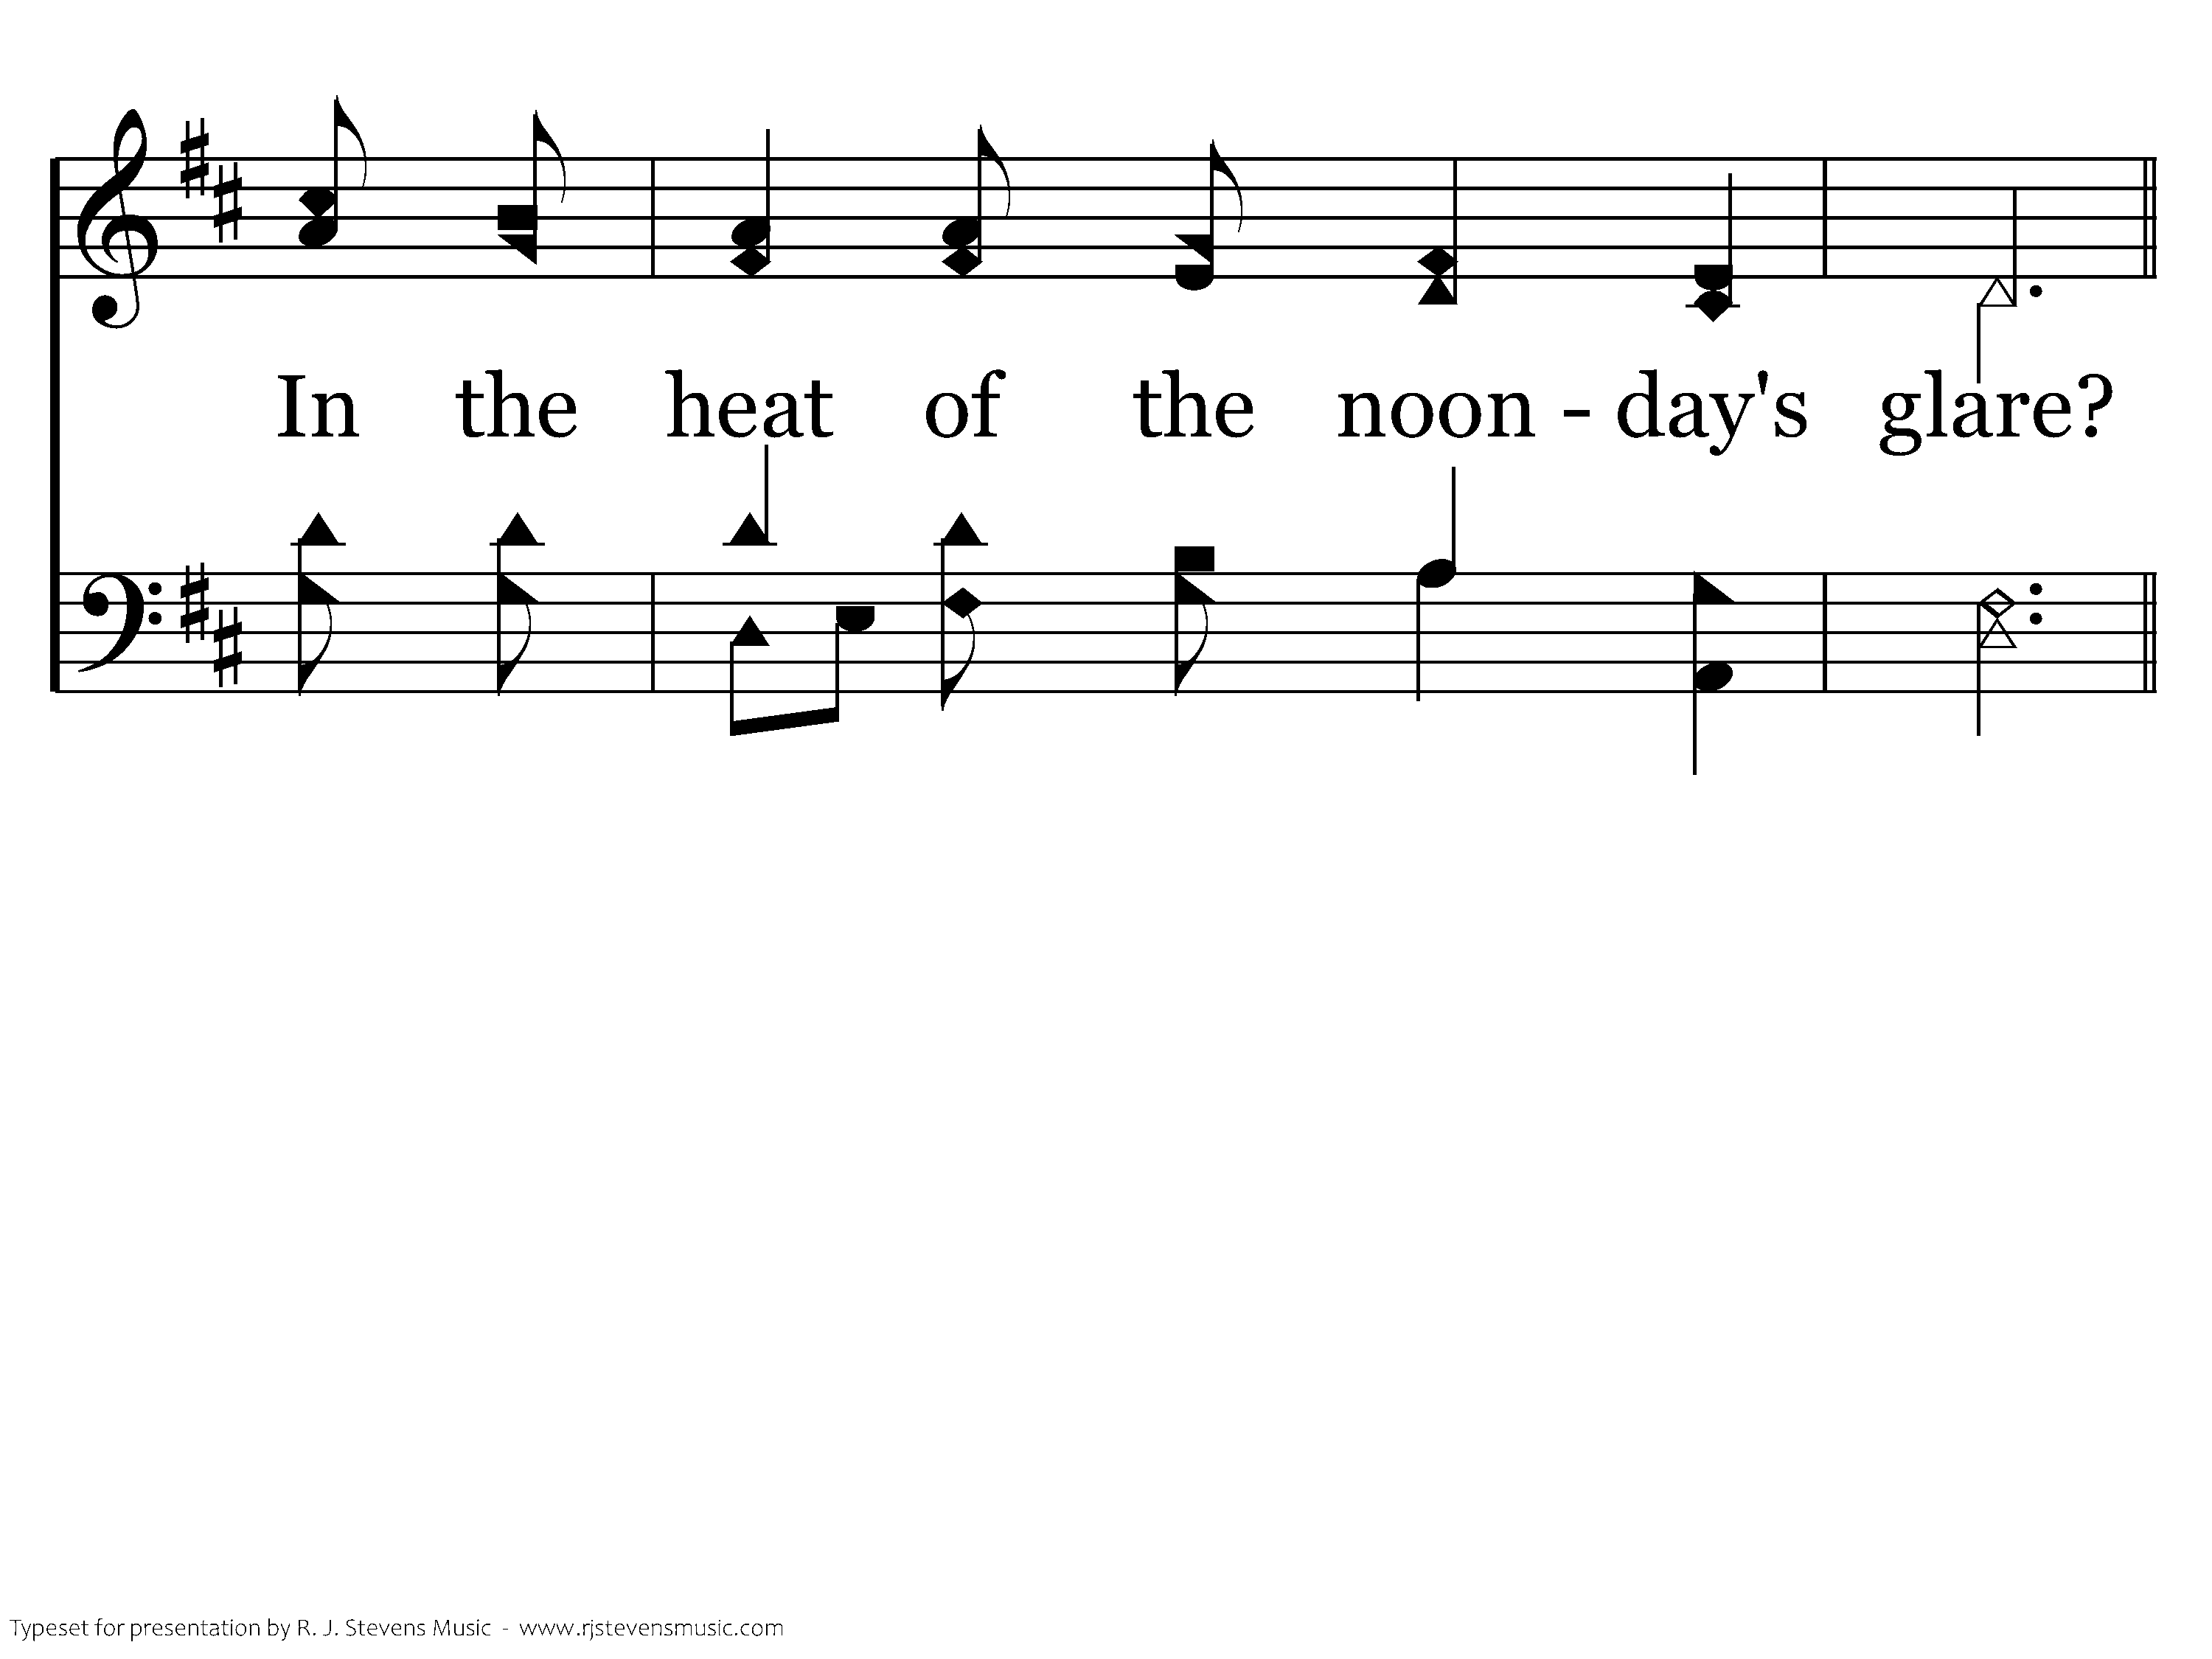 In the heat of the noon - day's glare?
Typeset for presentation by R. J. Stevens Music - www.rjstevensmusic.com